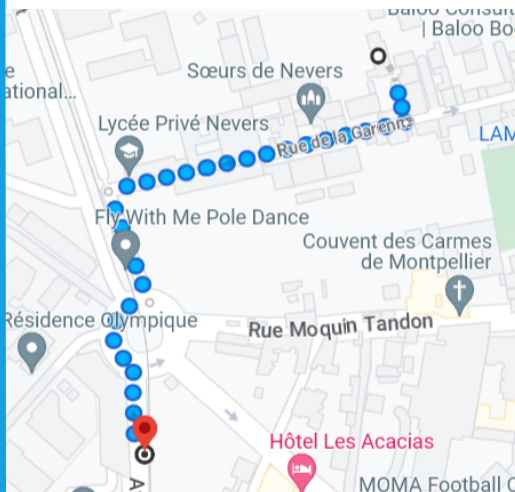 Baloo Consult
| Baloo Bo
Sœurs de Nevers
ational...
Lycée Privé Nevers
Rue de la Garenne
LAM
Fly With Me Pole Dance
Couvent des Carmes
de Montpellier
Résidence Olympique
Rue Moquin Tandon
Hôtel Les Acacias
MOMA Football C